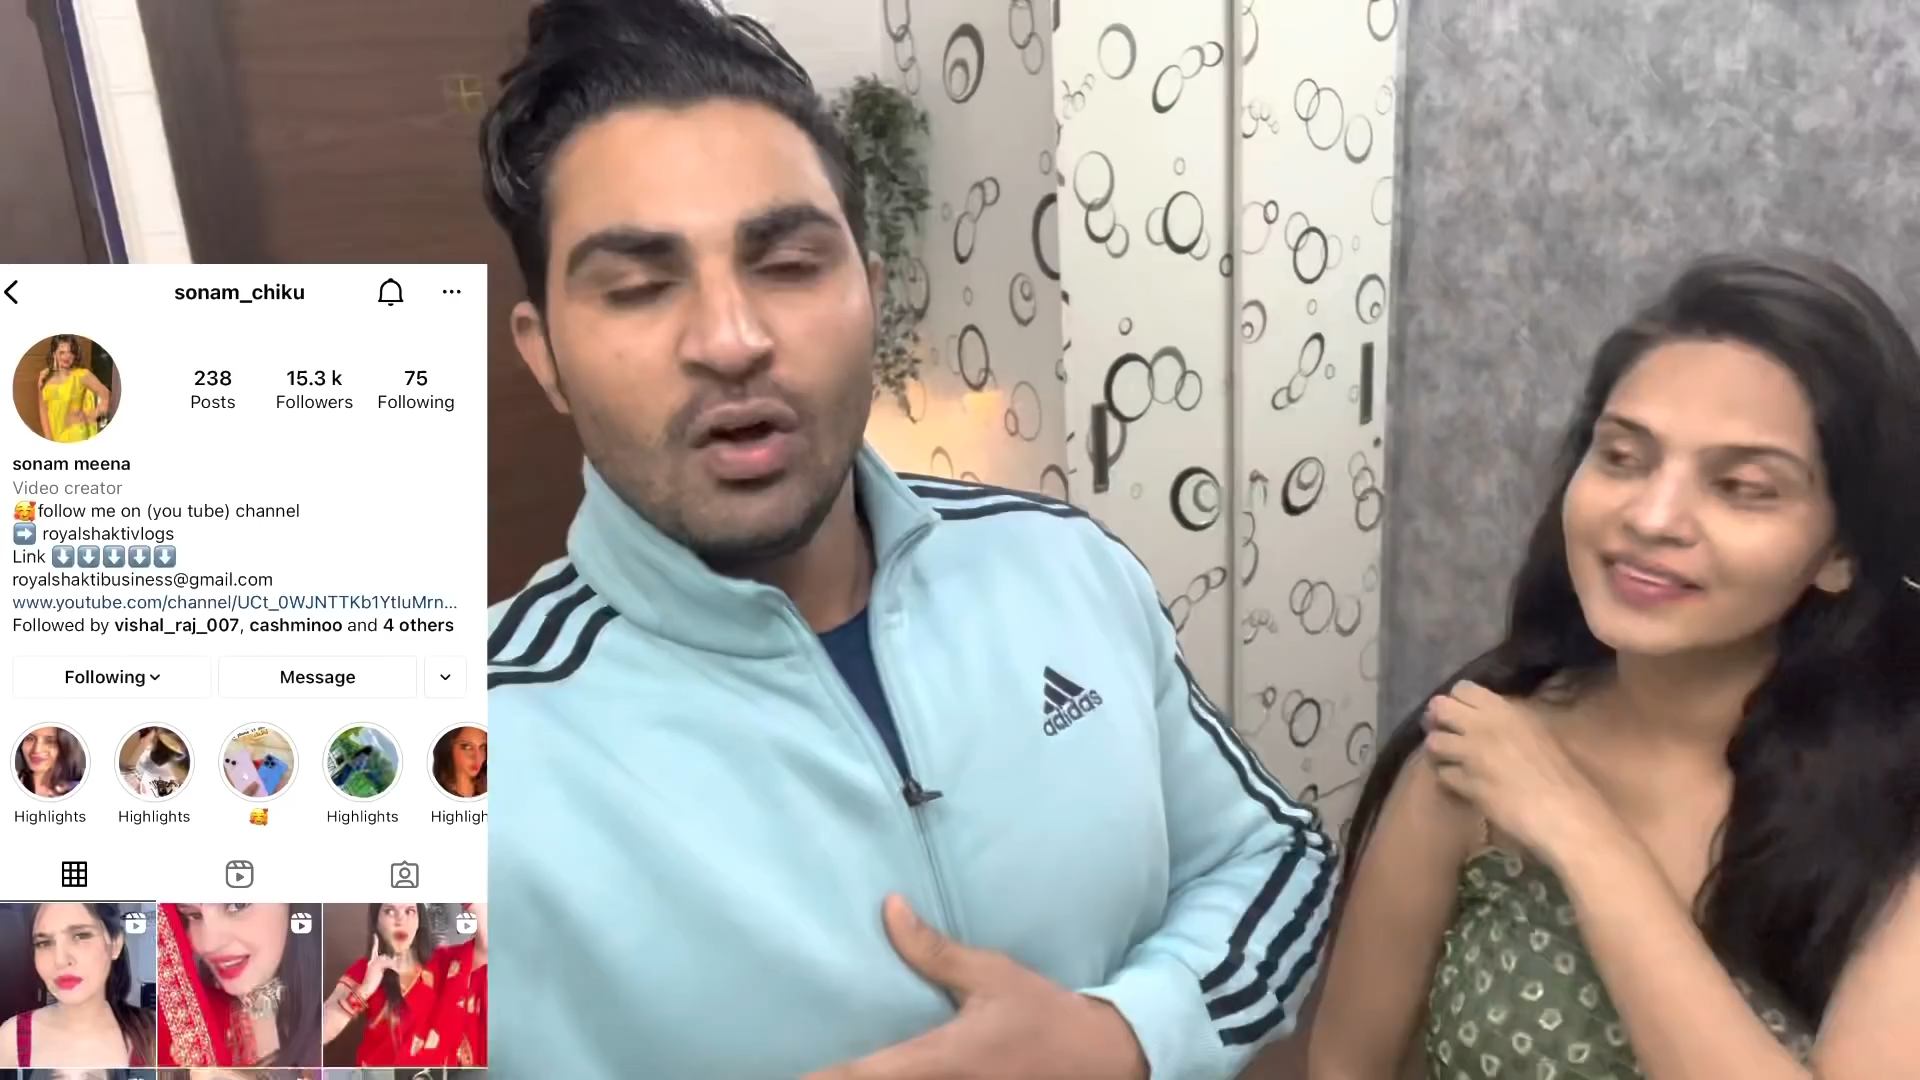 sonam_chiku
238 15.3 k 75
Posts Followers Following
sonam meena
Video creator
🥰follow me on (you tube) channel
➡️ royalshaktivlogs
Link ⬇️⬇️⬇️⬇️⬇️
royalshaktibusiness@gmail.com
www.youtube.com/channel/UCt_0WJNTTKb1YtluMrn...
Followed by vishal_raj_007, cashminoo and 4 others
Following Message
Highlights Highlights 🥰 Highlights Highligh
adidas